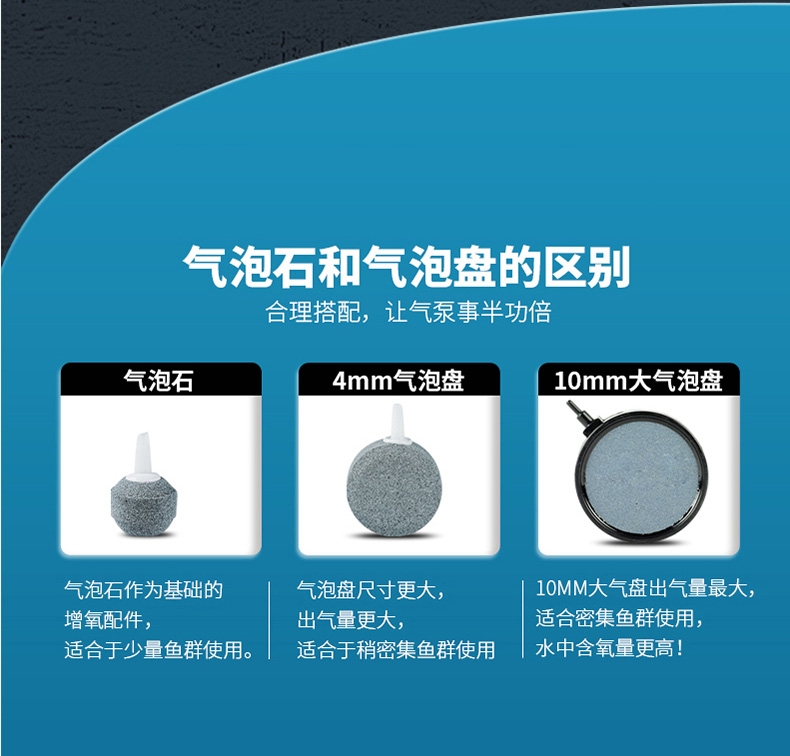 气泡石和气泡盘的区别
合理搭配，让气泵事半功倍
气泡石
4mm气泡盘
10mm大气泡盘
气泡石作为基础的
增氧配件，
适合于少量鱼群使用。
气泡盘尺寸更大，
出气量更大，
适合于稍密集鱼群使用
10MM大气盘出气量最大，
适合密集鱼群使用，
水中含氧量更高！